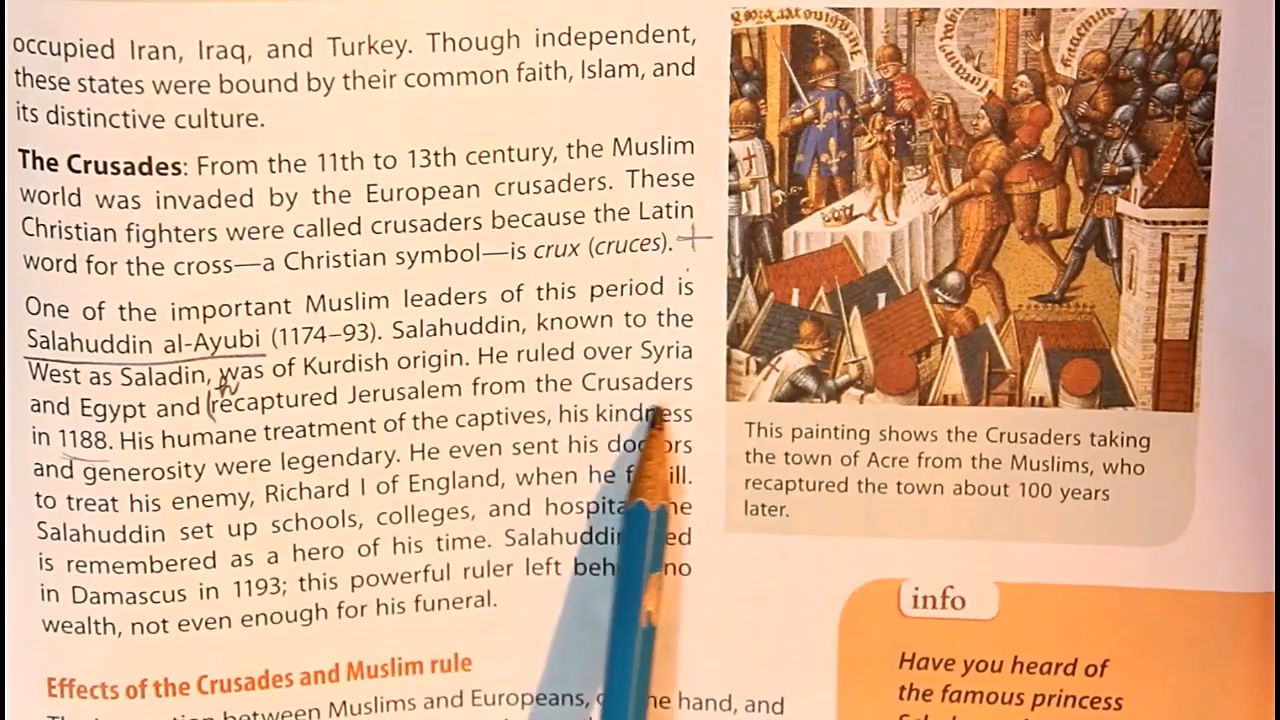 occupied Iran, Iraq, and Turkey. Though independent,
these states were bound by their common faith, Islam, and
its distinctive culture.
The Crusades: From the 11th to 13th century, the Muslim
world was invaded by the European crusaders. These
Christian fighters were called crusaders because the Latin
word for the cross—a Christian symbol—is crux (cruces).
One of the important Muslim leaders of this period is
Salahuddin al-Ayubi (1174–93). Salahuddin, known to the
West as Saladin, was of Kurdish origin. He ruled over Syria
and Egypt and recaptured Jerusalem from the Crusaders
in 1188. His humane treatment of the captives, his kindness
and generosity were legendary. He even sent his
to treat his enemy, Richard I of England, when he
Salahuddin set up schools, colleges, and
is remembered as a hero of his time.
in Damascus in 1193; this powerful ruler left no
wealth, not even enough for his funeral.
Effects of the Crusades and Muslim rule
between Muslims and Europeans, hand, and
This painting shows the Crusaders taking
the town of Acre from the Muslims, who
recaptured the town about 100 years
later.
info
Have you heard of
the famous princess